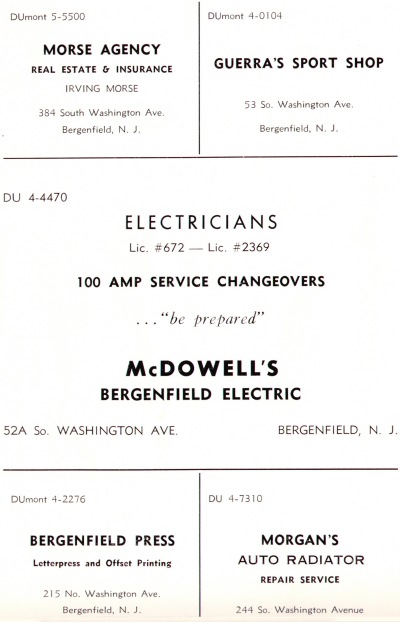 DUmont 5-5500
MORSE AGENCY
REAL ESTATE & INSURANCE
IRVING MORSE
384 South Washington Ave.
Bergenfield, N. J.
DUmont 4-0104
GUERRA'S SPORT SHOP
53 So. Washington Ave.
Bergenfield, N. J.
DU 4-4470
ELECTRICIANS
Lic. #672 — Lic. #2369
100 AMP SERVICE CHANGEOVERS
..."be prepared"
McDOWELL'S
BERGENFIELD ELECTRIC
52A So. WASHINGTON AVE. BERGENFIELD, N. J.
DUmont 4-2276
BERGENFIELD PRESS
Letterpress and Offset Printing
215 No. Washington Ave.
Bergenfield, N. J.
DU 4-7310
MORGAN'S
AUTO RADIATOR
REPAIR SERVICE
244 So. Washington Avenue